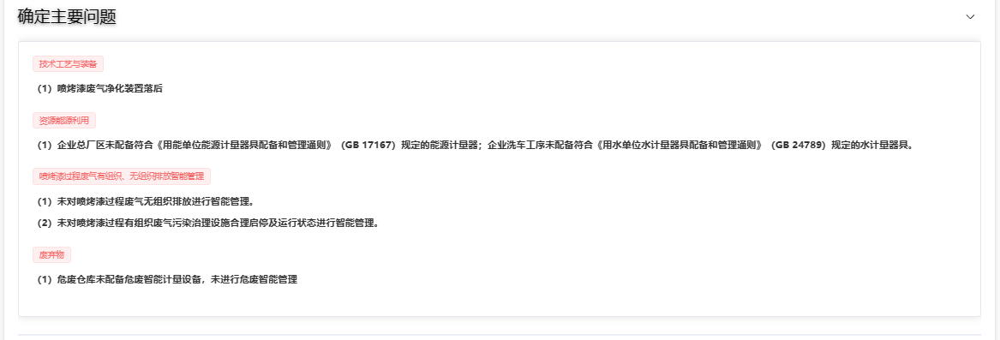 确定主要问题
技术工艺与装备
（1）喷烤漆废气净化装置落后
资源能源利用
（1）企业总厂区未配备符合《用能单位能源计量器具配备和管理通则》（GB 17167）规定的能源计量器；企业洗车工序未配备符合《用水单位水计量器具配备和管理通则》（GB 24789）规定的水计量器具。
喷烤漆过程废气有组织、无组织排放智能管理
（1）未对喷烤漆过程废气无组织排放进行智能管理。
（2）未对喷烤漆过程有组织废气污染治理设施合理启停及运行状态进行智能管理。
废弃物
（1）危废仓库未配备危废智能计量设备，未进行危废智能管理